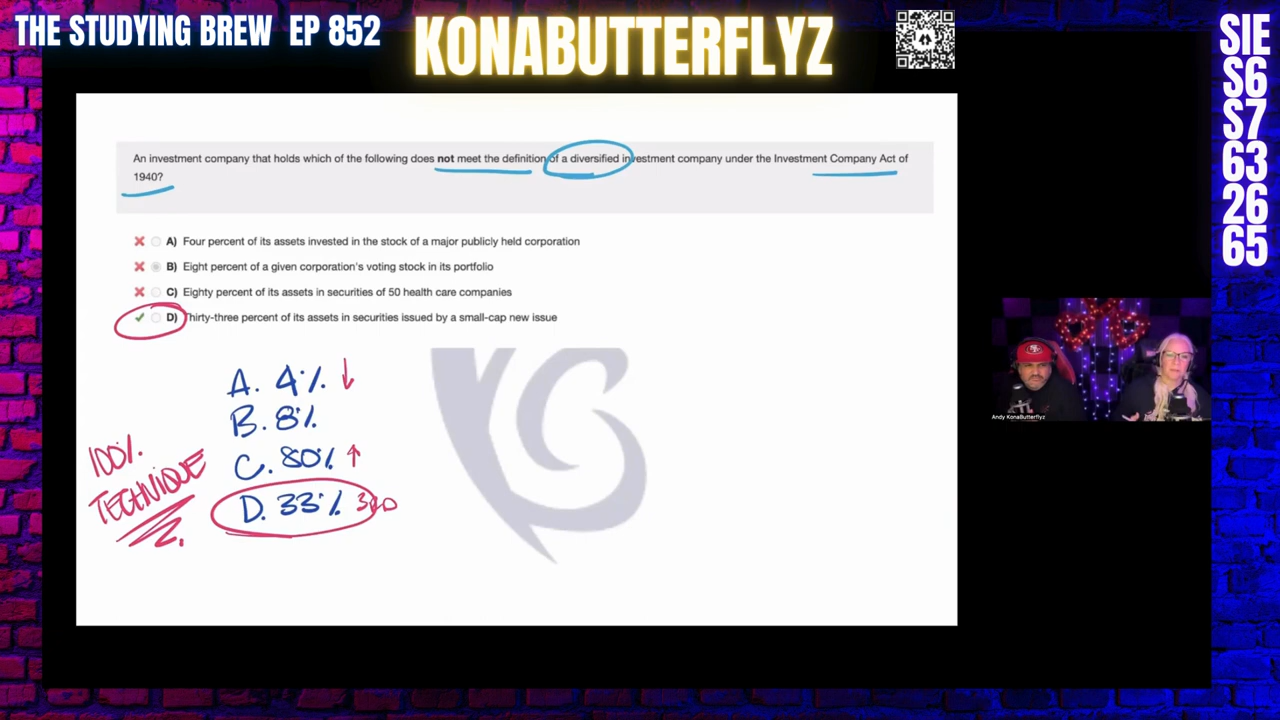 THE STUDYING BREW EP 852
KONABUTTERFLYZ
SIE
S6
S7
63
26
65
An investment company that holds which of the following does not meet the definition of a diversified investment company under the Investment Company Act of
1940?
A) Four percent of its assets invested in the stock of a major publicly held corporation
B) Eight percent of a given corporation's voting stock in its portfolio
C) Eighty percent of its assets in securities of 50 health care companies
D) Thirty-three percent of its assets in securities issued by a small-cap new issue
A. 4% ↓
B. 8%
C. 80% ↑
D. 33%
100%
TECHNIQUE
Andy KonaButterflyz